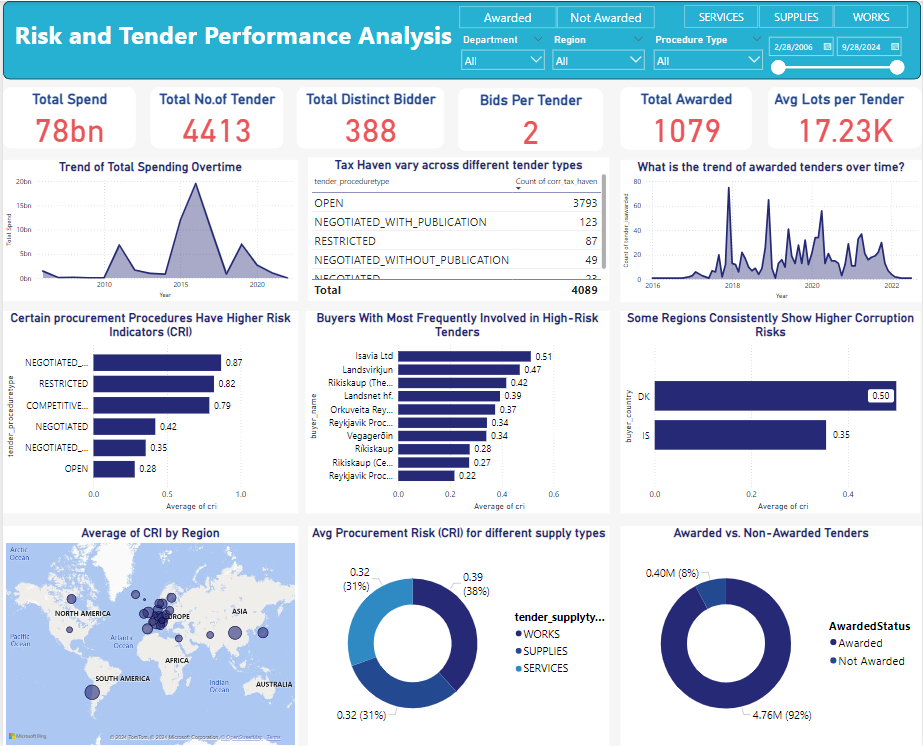 Awarded
Not Awarded
SERVICES
SUPPLIES
WORKS
Risk and Tender Performance Analysis
Department
Region
Procedure Type
All
All
All
2/28/2006
9/28/2024
Total Spend
78bn
Total No.of Tender
4413
Total Distinct Bidder
388
Bids Per Tender
2
Total Awarded
1079
Avg Lots per Tender
17.23K
Trend of Total Spending Overtime
Total Spend
20bn
15bn
10bn
5bn
0bn
2010
2015
2020
Year
Tax Haven vary across different tender types
tender_proceduretype Count of corr_tax_haven
OPEN 3793
NEGOTIATED_WITH_PUBLICATION 123
RESTRICTED 87
NEGOTIATED_WITHOUT_PUBLICATION 49
NEGOTIATED 23
Total 4089
What is the trend of awarded tenders over time?
Count of tender_isawarded
80
60
40
20
0
2016
2018
2020
2022
Year
Certain procurement Procedures Have Higher Risk
Indicators (CRI)
tender_proceduretype
NEGOTIATED_... 0.87
RESTRICTED 0.82
COMPETITIVE... 0.79
NEGOTIATED 0.42
NEGOTIATED_... 0.35
OPEN 0.28
0.0 0.5 1.0
Average of cri
Buyers With Most Frequently Involved in High-Risk
Tenders
buyer_name
Isavia Ltd 0.51
Landsvirkjun 0.47
Rikiskaup (The... 0.42
Landsnet hf. 0.39
Orkuveita Rey... 0.37
Reykjavik Proc... 0.34
Vegagerðin 0.34
Ríkiskaup 0.28
Rikiskaup (Ce... 0.27
Reykjavik Proc... 0.22
0.0 0.2 0.4 0.6
Average of cri
Some Regions Consistently Show Higher Corruption
Risks
buyer_country
DK 0.50
IS 0.35
0.0 0.2 0.4
Average of cri
Average of CRI by Region
Arctic
Ocean
NORTH AMERICA
EUROPE
ASIA
Pacific
Ocean
Atlantic
Ocean
AFRICA
SOUTH AMERICA
Indian
Ocean
AUSTRALIA
Microsoft Bing
© 2024 TomTom, © 2024 Microsoft Corporation, © OpenStreetMap Terms
Avg Procurement Risk (CRI) for different supply types
0.32
(31%)
0.39
(38%)
0.32 (31%)
tender_supplyty...
WORKS
SUPPLIES
SERVICES
Awarded vs. Non-Awarded Tenders
0.40M (8%)
4.76M (92%)
AwardedStatus
Awarded
Not Awarded